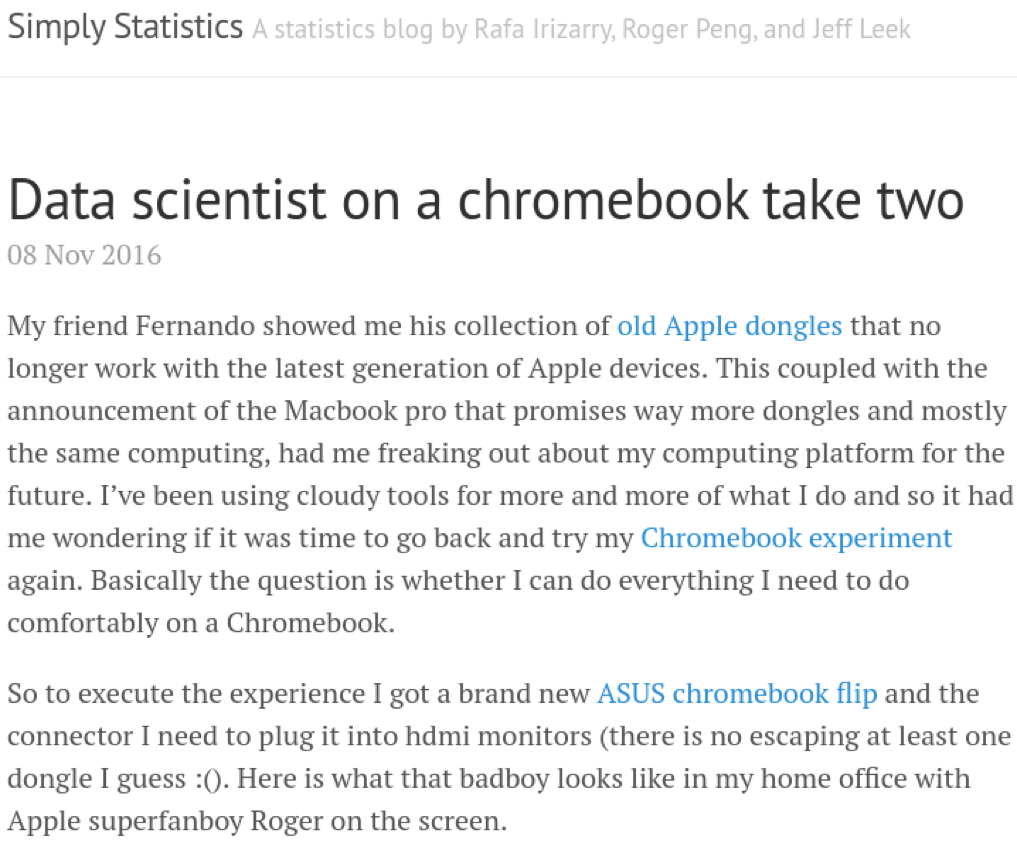 Simply Statistics A statistics blog by Rafa Irizarry, Roger Peng, and Jeff Leek
Data scientist on a chromebook take two
08 Nov 2016
My friend Fernando showed me his collection of old Apple dongles that no
longer work with the latest generation of Apple devices. This coupled with the
announcement of the Macbook pro that promises way more dongles and mostly
the same computing, had me freaking out about my computing platform for the
future. I’ve been using cloudy tools for more and more of what I do and so it had
me wondering if it was time to go back and try my Chromebook experiment
again. Basically the question is whether I can do everything I need to do
comfortably on a Chromebook.
So to execute the experience I got a brand new ASUS chromebook flip and the
connector I need to plug it into hdmi monitors (there is no escaping at least one
dongle I guess :(). Here is what that badboy looks like in my home office with
Apple superfanboy Roger on the screen.